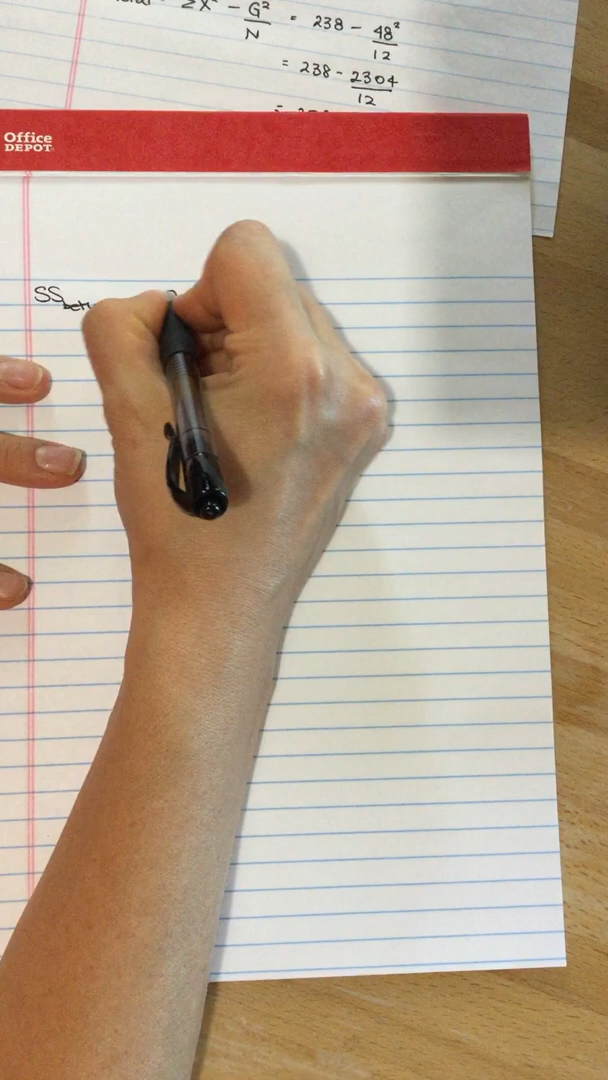 ΣX² - G²/N = 238 - 48²/12
= 238 - 2304/12
Office
DEPOT
SS